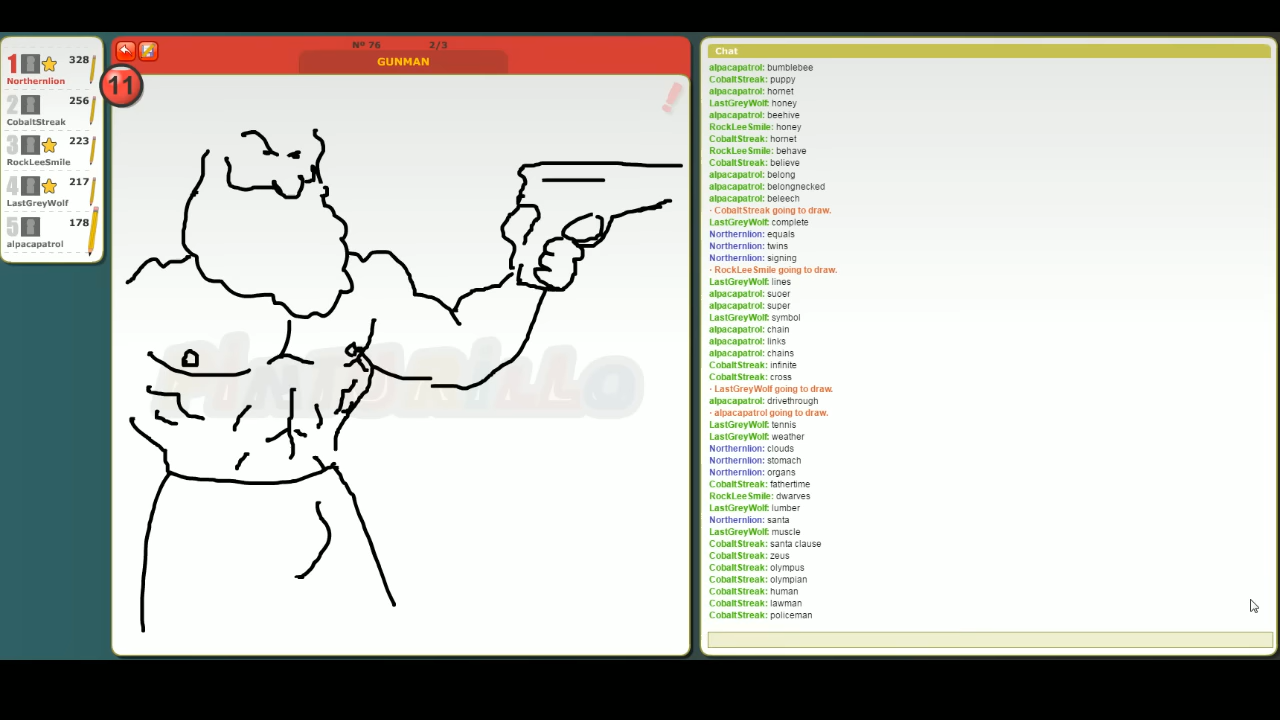 1 328
Northernlion
2 256
CobaltStreak
3 223
RockLeeSmile
4 217
LastGreyWolf
5 178
alpacapatrol
11
Nº 76 2/3
GUNMAN
Chat
alpacapatrol: bumblebee
CobaltStreak: puppy
alpacapatrol: hornet
LastGreyWolf: honey
alpacapatrol: beehive
RockLeeSmile: honey
CobaltStreak: hornet
RockLeeSmile: behave
CobaltStreak: believe
alpacapatrol: belong
alpacapatrol: belongnecked
alpacapatrol: beleech
· CobaltStreak going to draw.
LastGreyWolf: complete
Northernlion: equals
Northernlion: twins
Northernlion: signing
· RockLeeSmile going to draw.
LastGreyWolf: lines
alpacapatrol: suoer
alpacapatrol: super
LastGreyWolf: symbol
alpacapatrol: chain
alpacapatrol: links
alpacapatrol: chains
CobaltStreak: infinite
CobaltStreak: cross
· LastGreyWolf going to draw.
alpacapatrol: drivethrough
· alpacapatrol going to draw.
LastGreyWolf: tennis
LastGreyWolf: weather
Northernlion: clouds
Northernlion: stomach
Northernlion: organs
CobaltStreak: fathertime
RockLeeSmile: dwarves
LastGreyWolf: lumber
Northernlion: santa
LastGreyWolf: muscle
CobaltStreak: santa clause
CobaltStreak: zeus
CobaltStreak: olympus
CobaltStreak: olympian
CobaltStreak: human
CobaltStreak: lawman
CobaltStreak: policeman